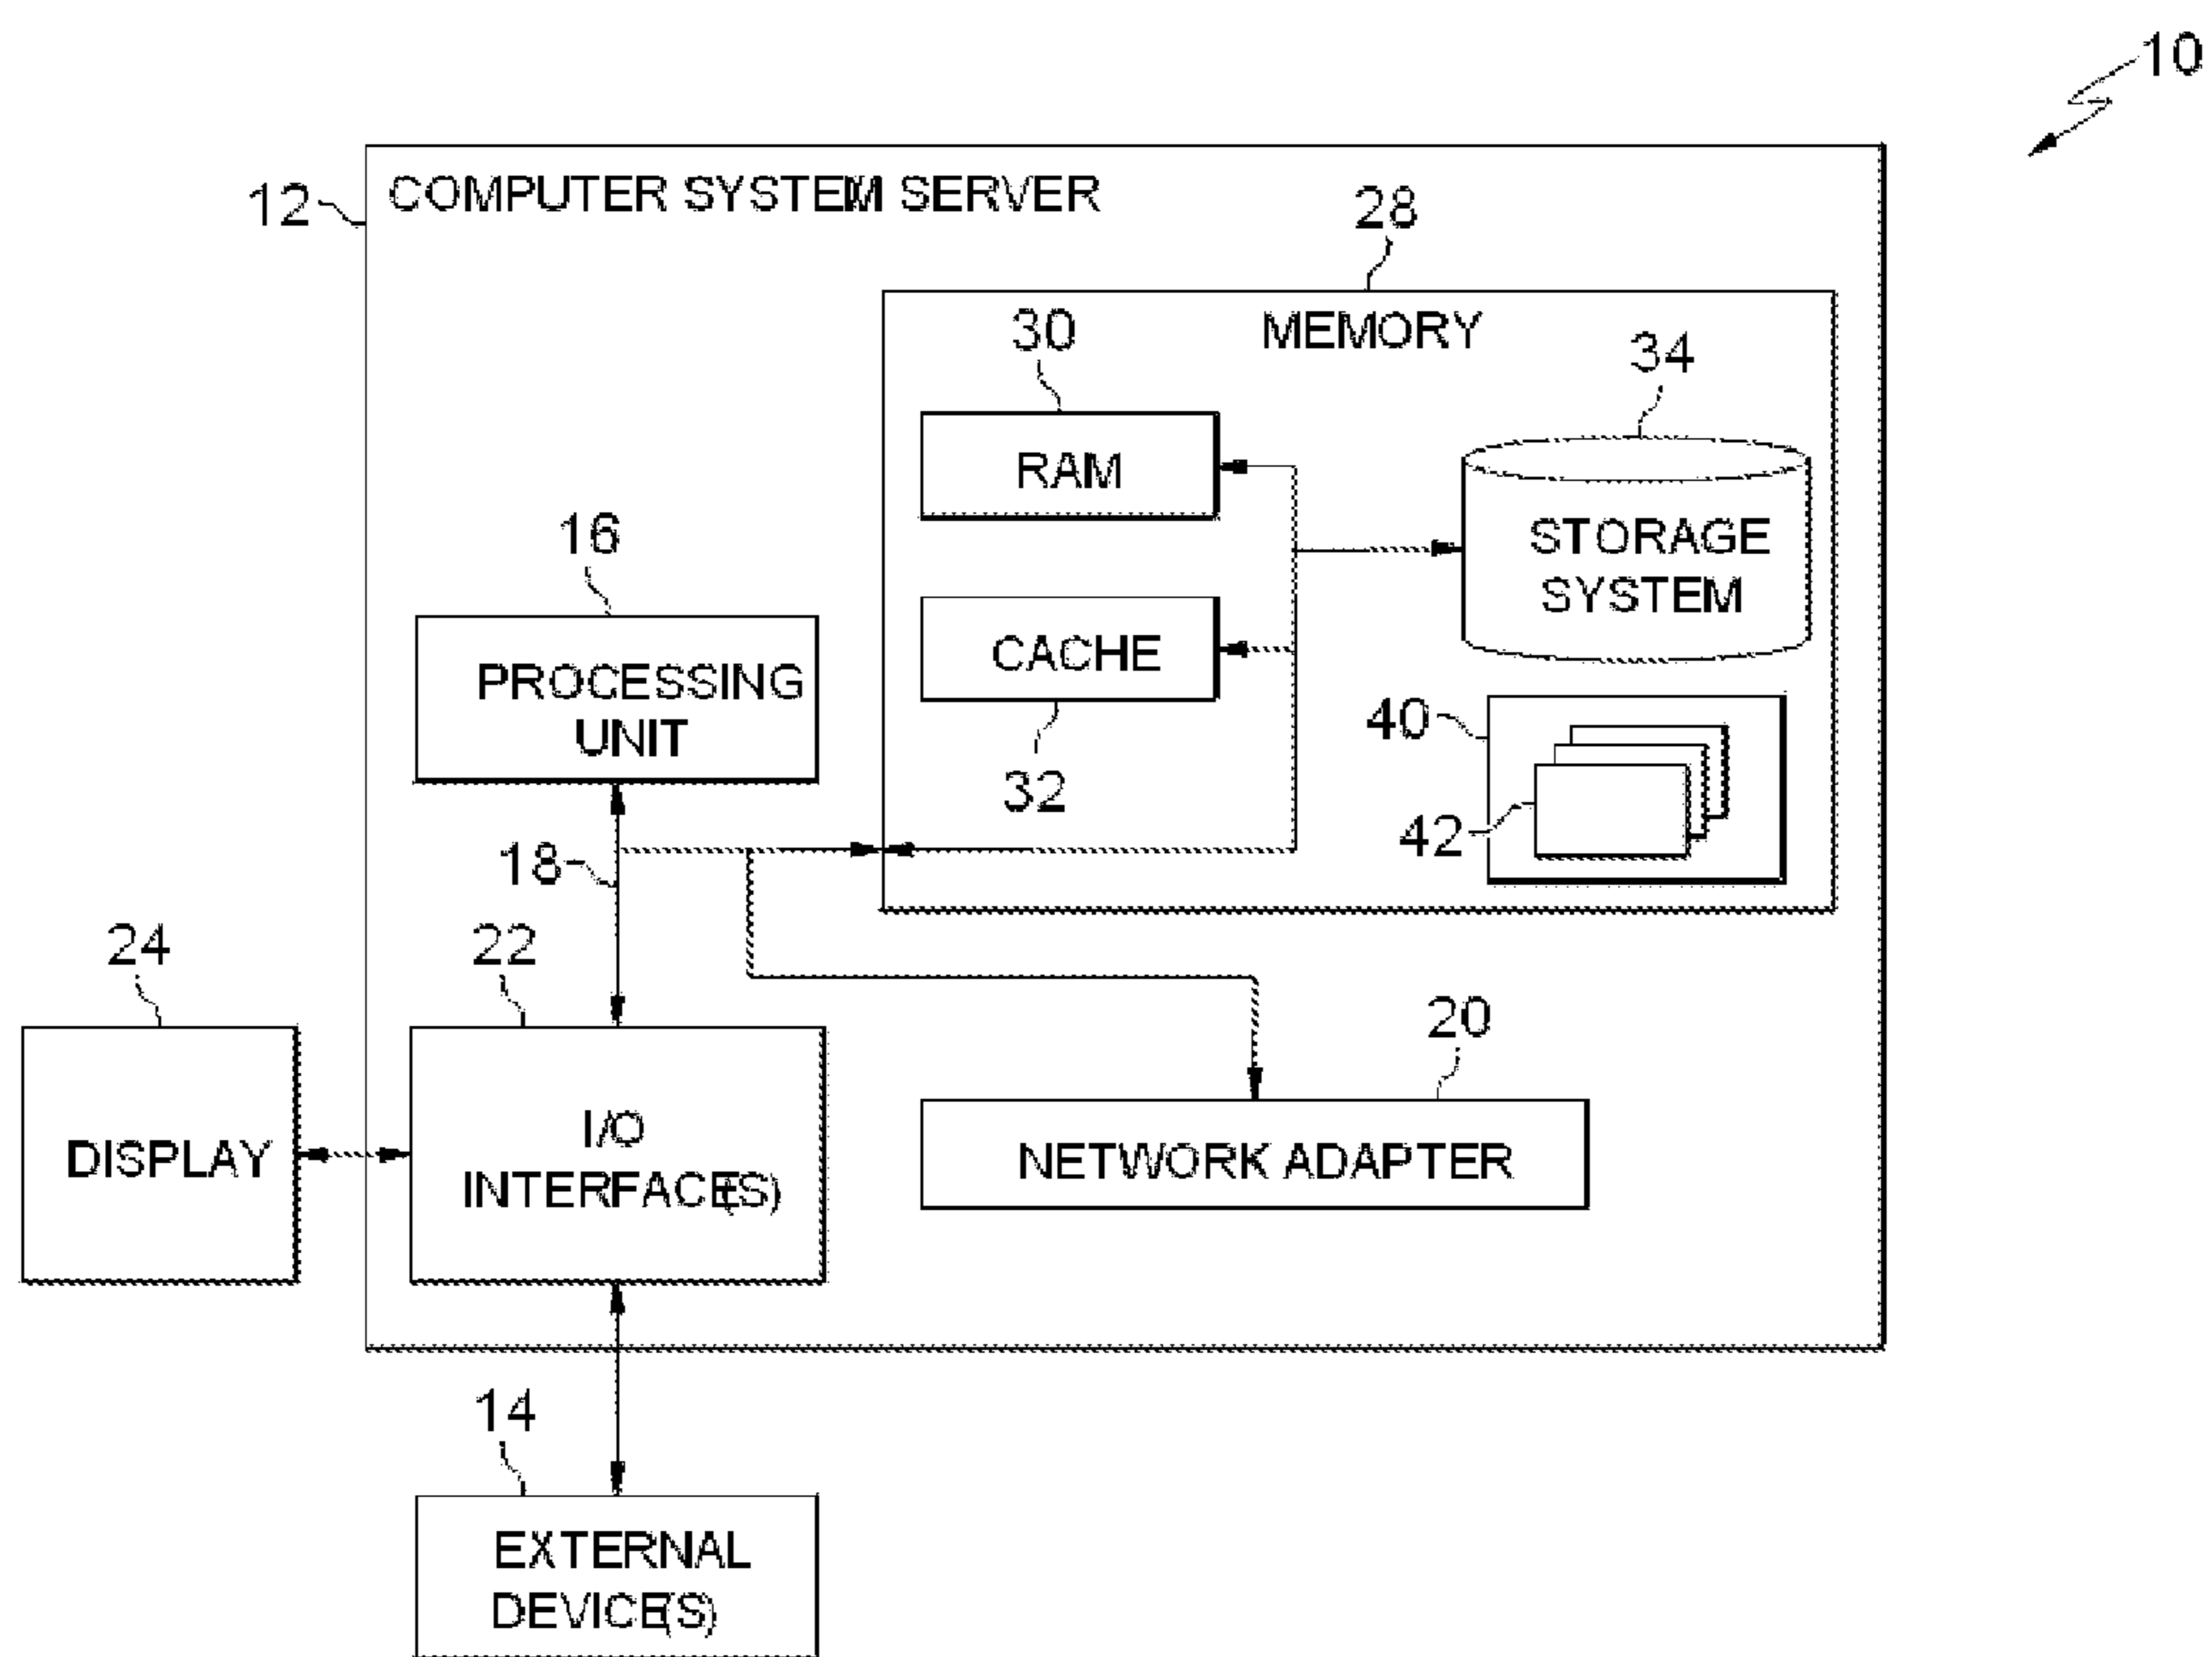 10
12
COMPUTER SYSTEM SERVER
28
MEMORY
30
34
RAM
STORAGE
SYSTEM
16
CACHE
PROCESSING
UNIT
40
32
42
18
24
22
20
DISPLAY
I/O
INTERFACE(S)
NETWORK ADAPTER
14
EXTERNAL
DEVICE(S)